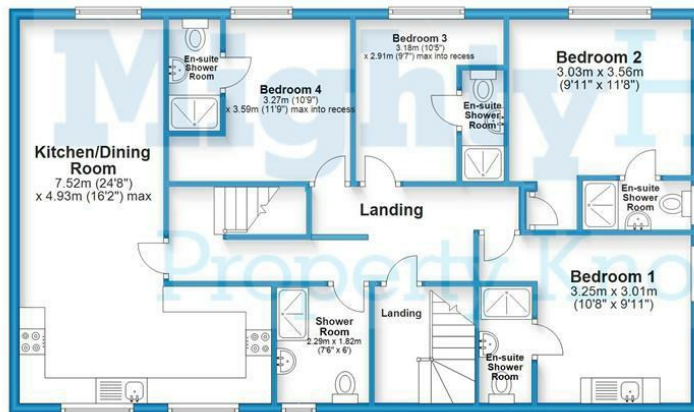 Mighty H
Property Kno
Kitchen/Dining
Room
7.52m (24'8")
x 4.93m (16'2") max
En-suite
Shower
Room
Bedroom 4
3.27m (10'9")
x 3.59m (11'9") max into recess
Bedroom 3
3.18m (10'5")
x 2.91m (9'7") max into recess
En-suite
Shower
Room
Bedroom 2
3.03m x 3.56m
(9'11" x 11'8")
En-suite
Shower
Room
Landing
Bedroom 1
3.25m x 3.01m
(10'8" x 9'11")
Landing
Shower
Room
2.29m x 1.82m
(7'6" x 6')
En-suite
Shower
Room